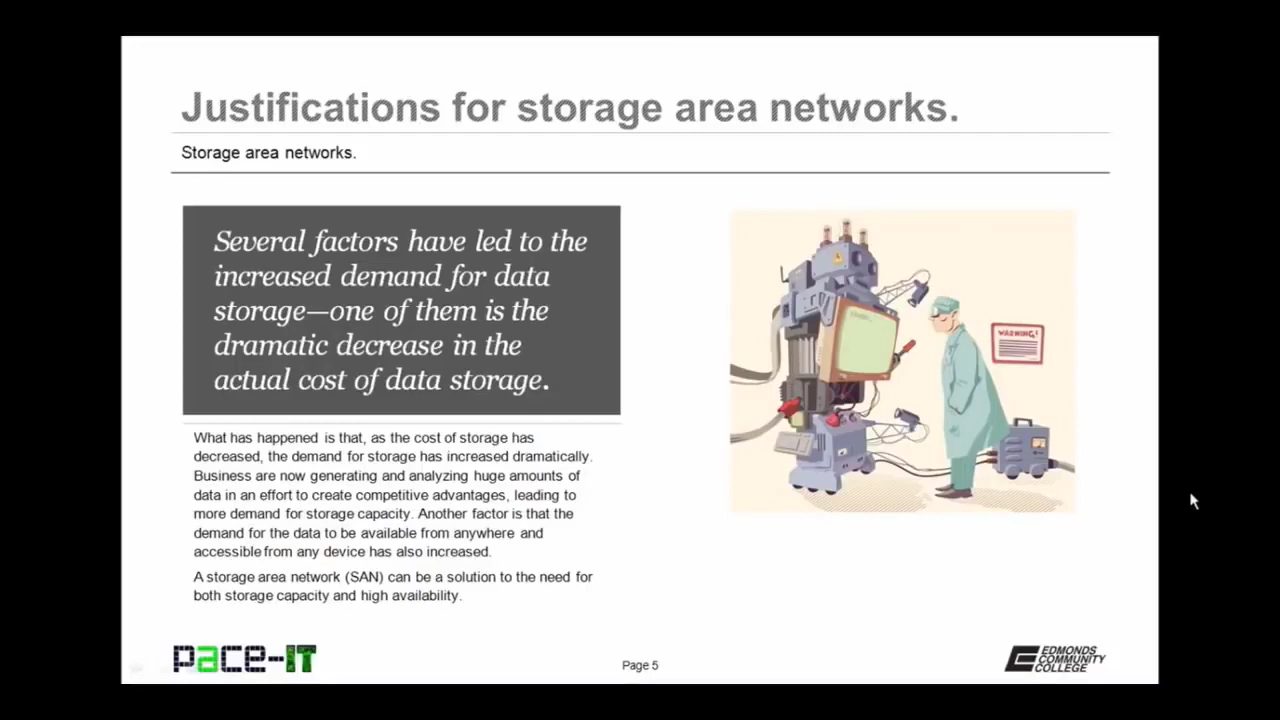 Justifications for storage area networks.
Storage area networks.
Several factors have led to the
increased demand for data
storage—one of them is the
dramatic decrease in the
actual cost of data storage.
What has happened is that, as the cost of storage has
decreased, the demand for storage has increased dramatically.
Business are now generating and analyzing huge amounts of
data in an effort to create competitive advantages, leading to
more demand for storage capacity. Another factor is that the
demand for the data to be available from anywhere and
accessible from any device has also increased.
A storage area network (SAN) can be a solution to the need for
both storage capacity and high availability.
WARNING!
pace-IT
Page 5
EDMONDS
COMMUNITY
COLLEGE